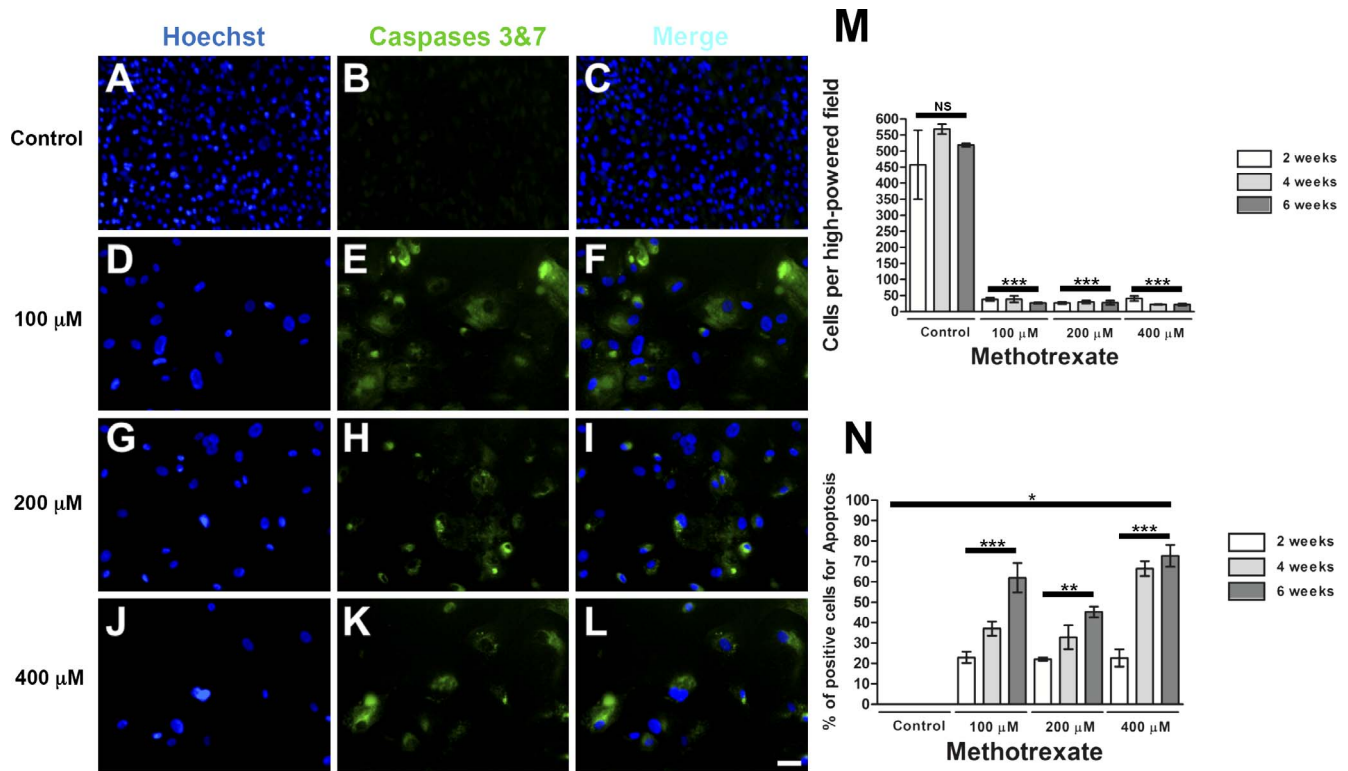 Hoechst Caspases 3&7 Merge
Control
A B C
100 μM
D E F
200 μM
G H I
400 μM
J K L
M
Cells per high-powered field
600
550
500
450
400
350
300
250
200
150
100
50
0
NS
*** *** ***
Control 100 μM 200 μM 400 μM
Methotrexate
2 weeks
4 weeks
6 weeks
N
% of positive cells for Apoptosis
100
90
80
70
60
50
40
30
20
10
0
*
*** ** ***
Control 100 μM 200 μM 400 μM
Methotrexate
2 weeks
4 weeks
6 weeks